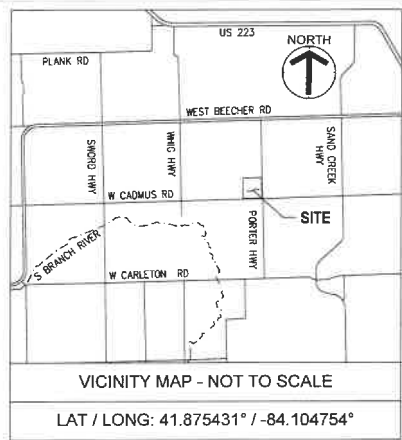 US 223
NORTH
PLANK RD
WEST BEECHER RD
SWORD HWY
WHIG HWY
SAND CREEK HWY
W CADMUS RD
SITE
PORTER HWY
S BRANCH RIVER
W CARLETON RD
VICINITY MAP - NOT TO SCALE
LAT / LONG: 41.875431° / -84.104754°